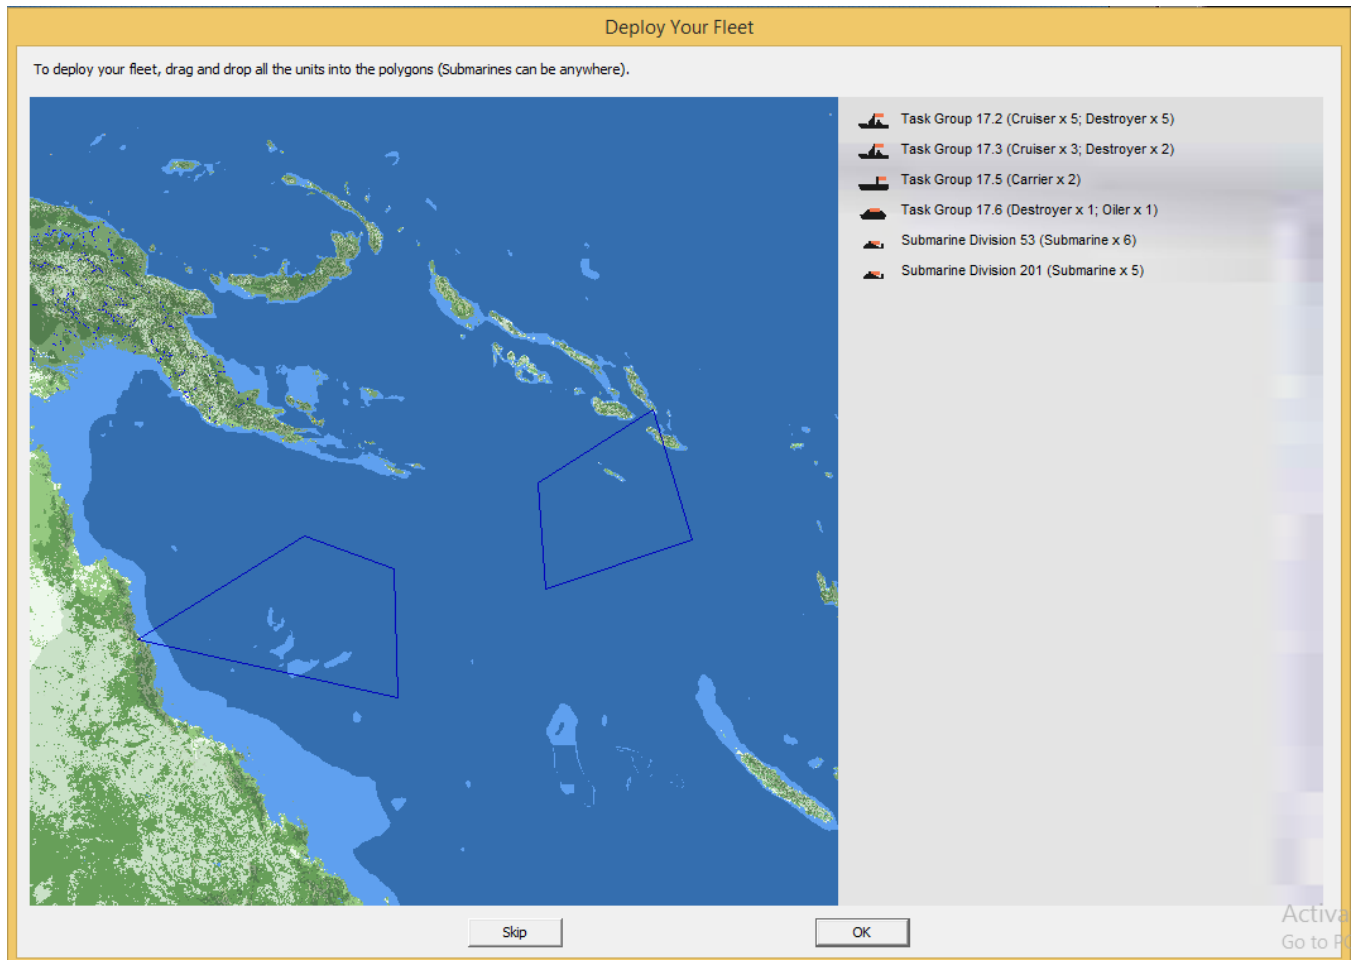 Deploy Your Fleet
To deploy your fleet, drag and drop all the units into the polygons (Submarines can be anywhere).
Task Group 17.2 (Cruiser x 5; Destroyer x 5)
Task Group 17.3 (Cruiser x 3; Destroyer x 2)
Task Group 17.5 (Carrier x 2)
Task Group 17.6 (Destroyer x 1; Oiler x 1)
Submarine Division 53 (Submarine x 6)
Submarine Division 201 (Submarine x 5)
Skip
OK
Activa
Go to P